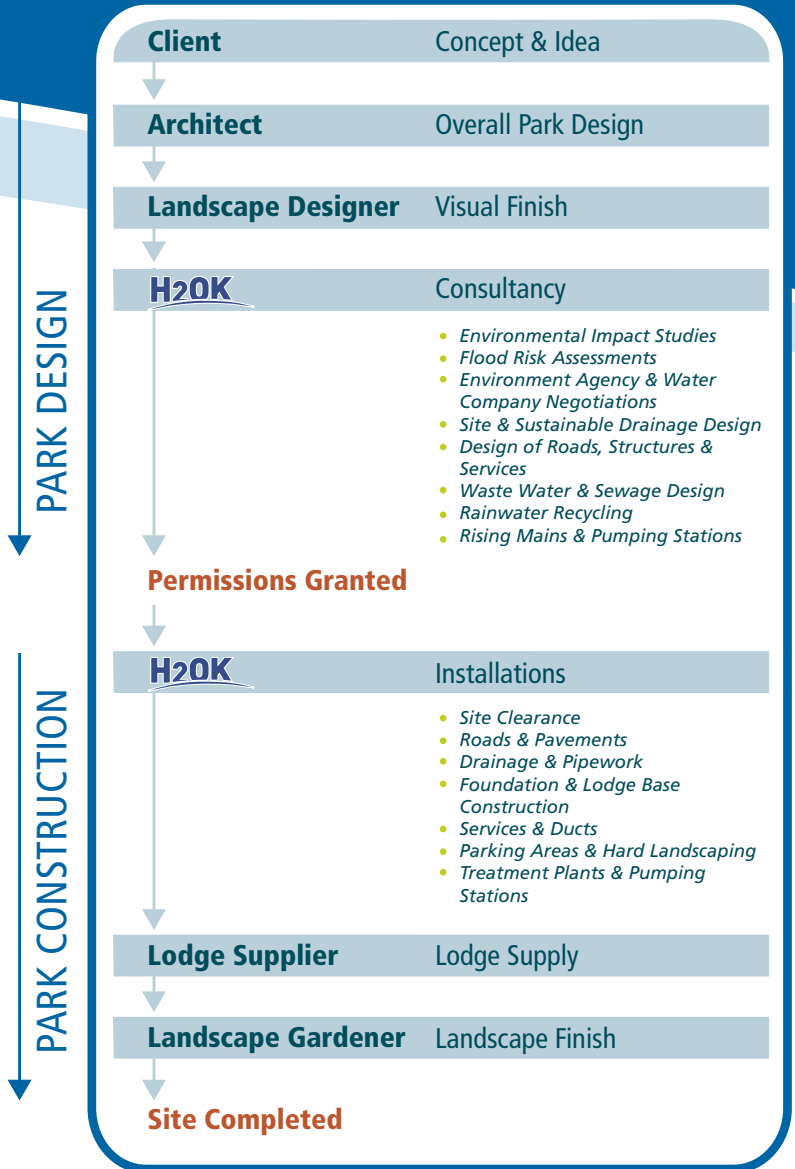 Client Concept & Idea
Architect Overall Park Design
Landscape Designer Visual Finish
H2OK Consultancy
• Environmental Impact Studies
• Flood Risk Assessments
• Environment Agency & Water
Company Negotiations
• Site & Sustainable Drainage Design
• Design of Roads, Structures &
Services
• Waste Water & Sewage Design
• Rainwater Recycling
• Rising Mains & Pumping Stations
PARK DESIGN
Permissions Granted
H2OK Installations
• Site Clearance
• Roads & Pavements
• Drainage & Pipework
• Foundation & Lodge Base
Construction
• Services & Ducts
• Parking Areas & Hard Landscaping
• Treatment Plants & Pumping
Stations
PARK CONSTRUCTION
Lodge Supplier Lodge Supply
Landscape Gardener Landscape Finish
Site Completed